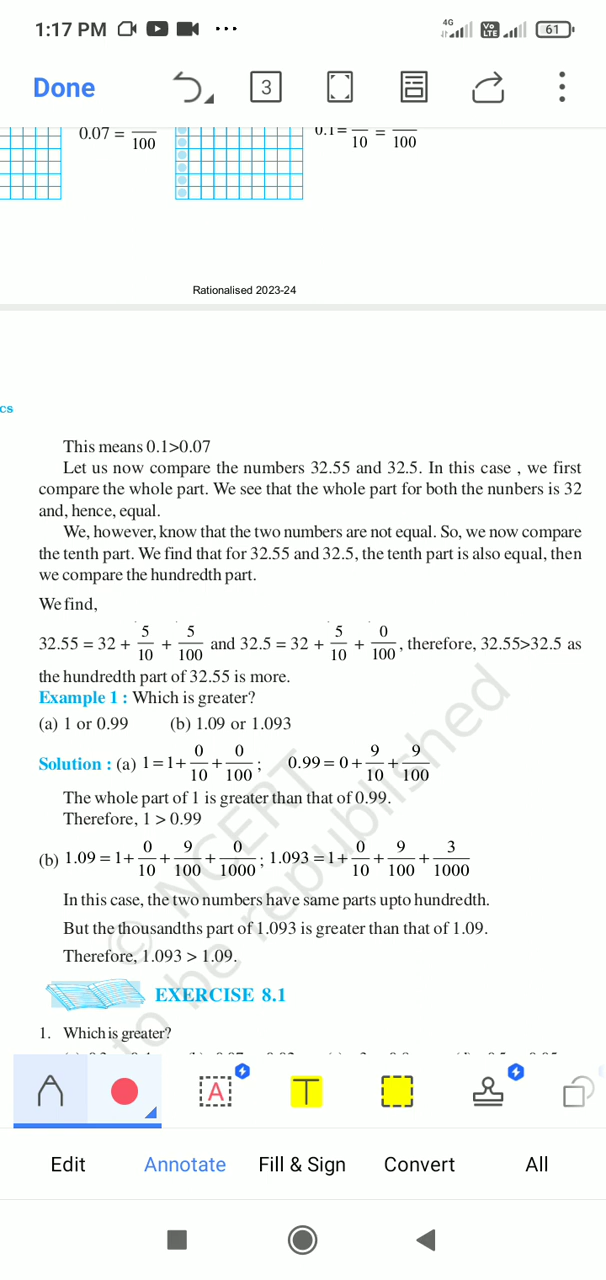 1:17 PM
4G Vo LTE 61
Done 3
0.07 = /100 0.1 = /10 = /100
Rationalised 2023-24
cs
This means 0.1>0.07
Let us now compare the numbers 32.55 and 32.5. In this case , we first
compare the whole part. We see that the whole part for both the nunbers is 32
and, hence, equal.
We, however, know that the two numbers are not equal. So, we now compare
the tenth part. We find that for 32.55 and 32.5, the tenth part is also equal, then
we compare the hundredth part.
We find,
32.55 = 32 + 5/10 + 5/100 and 32.5 = 32 + 5/10 + 0/100 , therefore, 32.55>32.5 as
the hundredth part of 32.55 is more.
Example 1 : Which is greater?
(a) 1 or 0.99 (b) 1.09 or 1.093
Solution : (a) 1=1+ 0/10 + 0/100 ; 0.99 = 0+ 9/10 + 9/100
The whole part of 1 is greater than that of 0.99.
Therefore, 1 > 0.99
(b) 1.09 = 1+ 0/10 + 9/100 + 0/1000 ; 1.093 = 1+ 0/10 + 9/100 + 3/1000
In this case, the two numbers have same parts upto hundredth.
But the thousandths part of 1.093 is greater than that of 1.09.
Therefore, 1.093 > 1.09.
© NCERT
to be republished
EXERCISE 8.1
1. Which is greater?
A T
Edit Annotate Fill & Sign Convert All